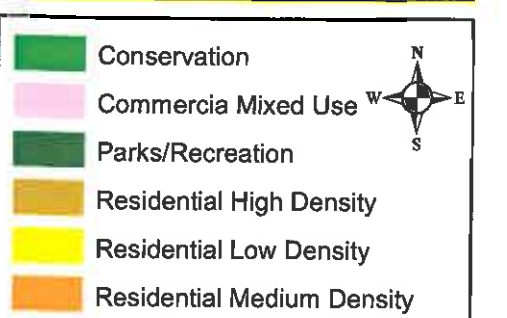 Conservation
Commercia Mixed Use
Parks/Recreation
Residential High Density
Residential Low Density
Residential Medium Density
N
W
E
S